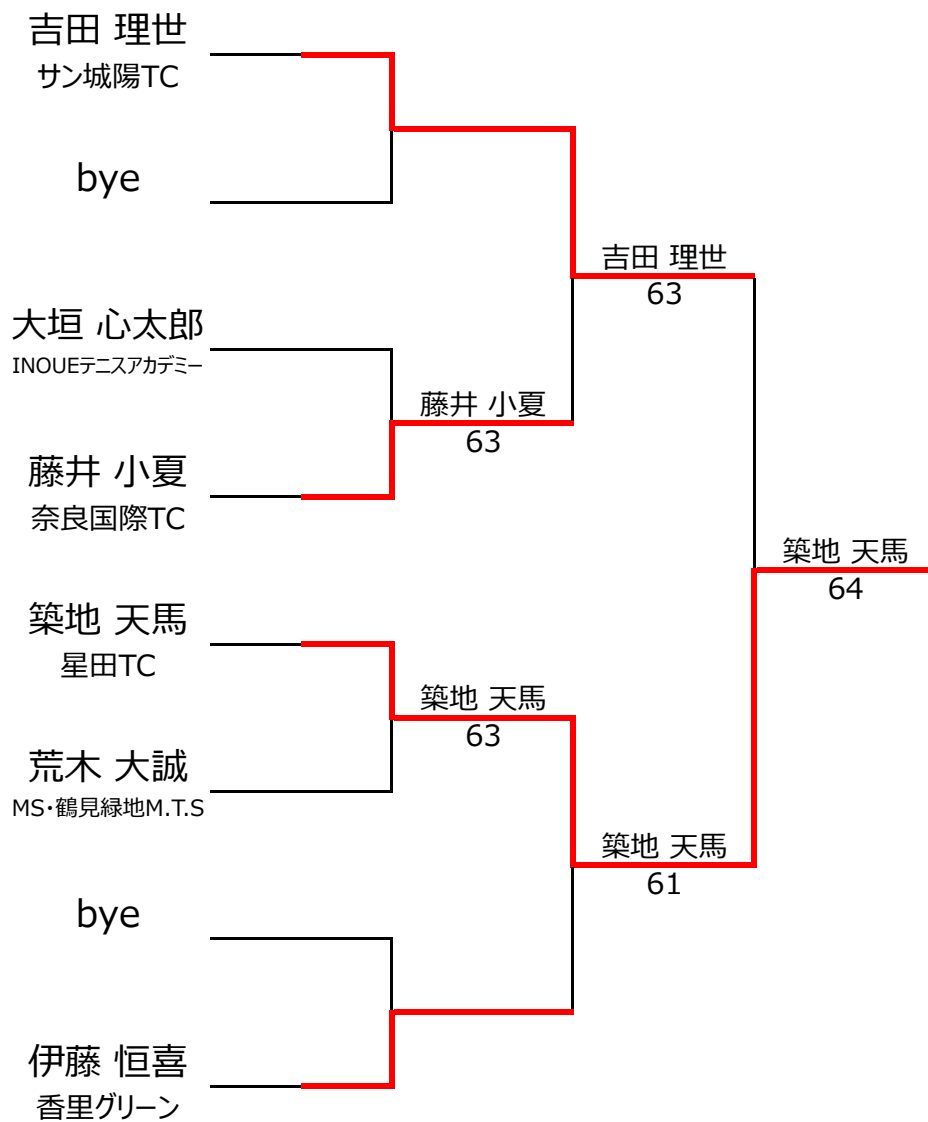 吉田 理世
サン城陽TC
bye
吉田 理世
63
大垣 心太郎
INOUEテニスアカデミー
藤井 小夏
63
藤井 小夏
奈良国際TC
築地 天馬
64
築地 天馬
星田TC
築地 天馬
63
荒木 大誠
MS・鶴見緑地M.T.S
築地 天馬
61
bye
伊藤 恒喜
香里グリーン